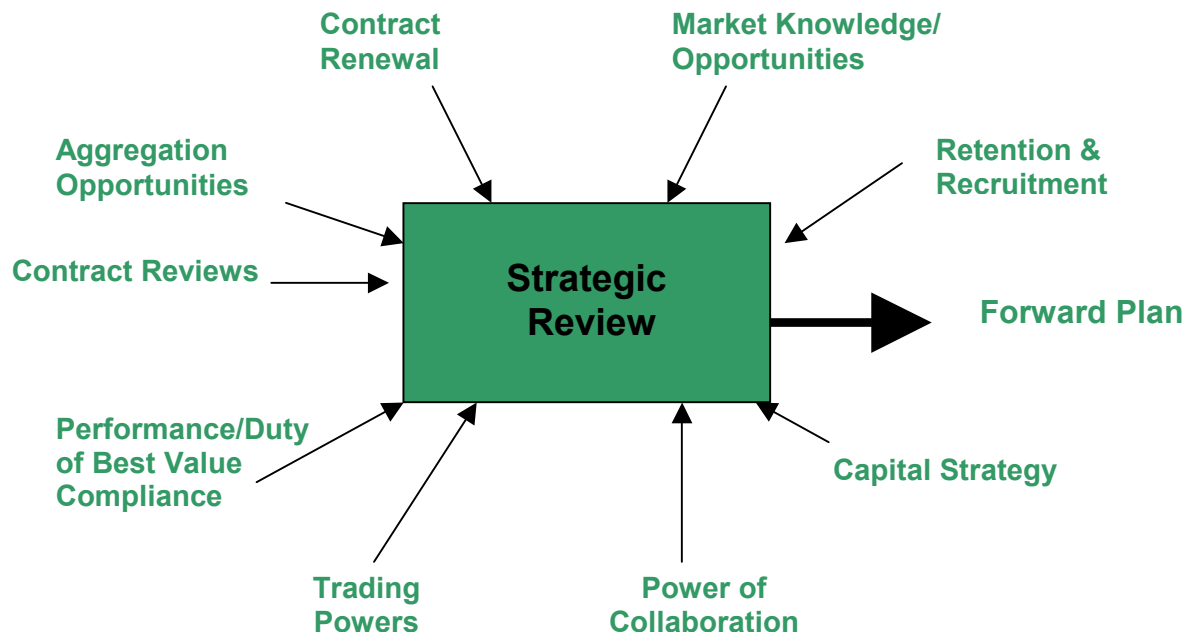 Contract
Renewal
Market Knowledge/
Opportunities
Aggregation
Opportunities
Retention &
Recruitment
Contract Reviews
Strategic
Review
Forward Plan
Performance/Duty
of Best Value
Compliance
Capital Strategy
Trading
Powers
Power of
Collaboration